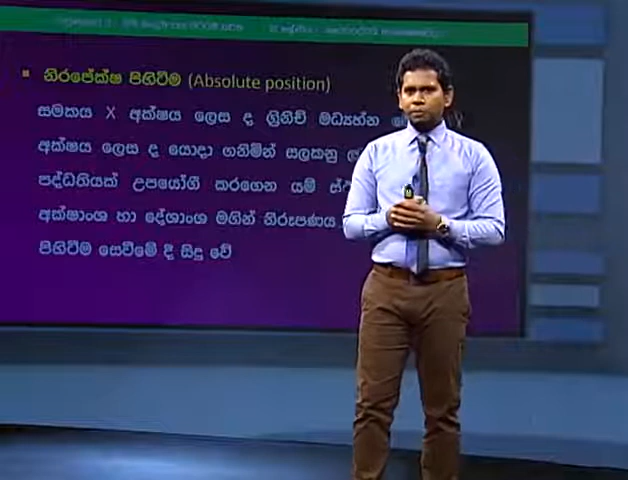 ▪ නිරපේක්ෂ පිහිටීම (Absolute position)
සමකය X අක්ෂය ලෙස ද ග්‍රිනිච් මධ්‍යහ්න
අක්ෂය ලෙස ද යොදා ගනිමින් සලකනු
පද්ධතියක් උපයෝගී කරගෙන යම්
අක්ෂාංශ හා දේශාංශ මගින් නිරූපණය
පිහිටීම සෙවීමේ දී සිදු වේ